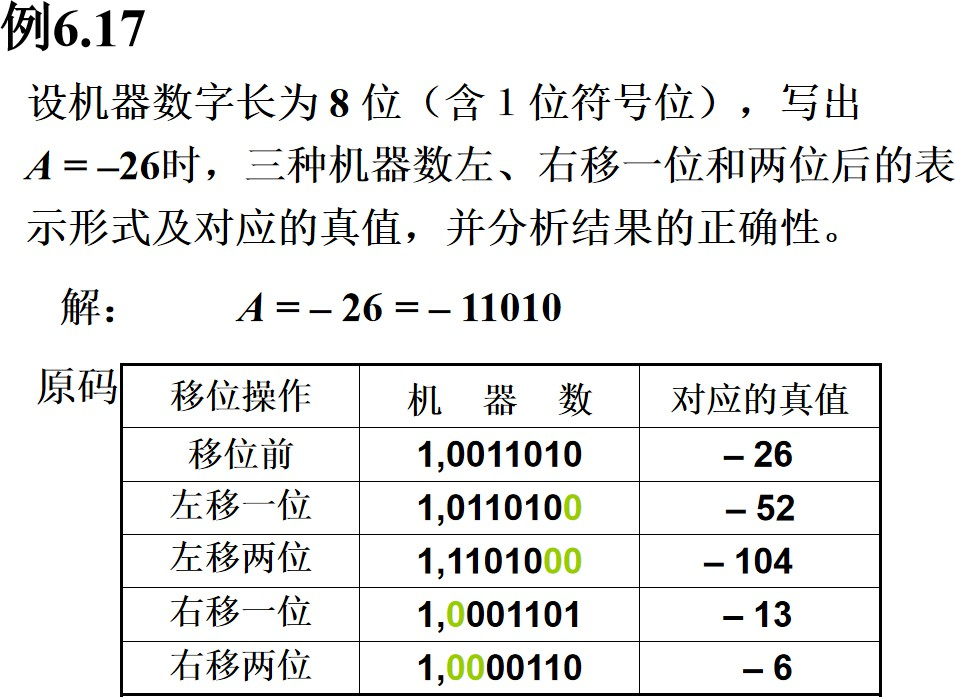 例6.17
设机器数字长为 8 位（含 1 位符号位），写出
A = –26时，三种机器数左、右移一位和两位后的表
示形式及对应的真值，并分析结果的正确性。
解： A = – 26 = – 11010
原码
移位操作 机 器 数 对应的真值
移位前 1,0011010 – 26
左移一位 1,0110100 – 52
左移两位 1,1101000 – 104
右移一位 1,0001101 – 13
右移两位 1,0000110 – 6